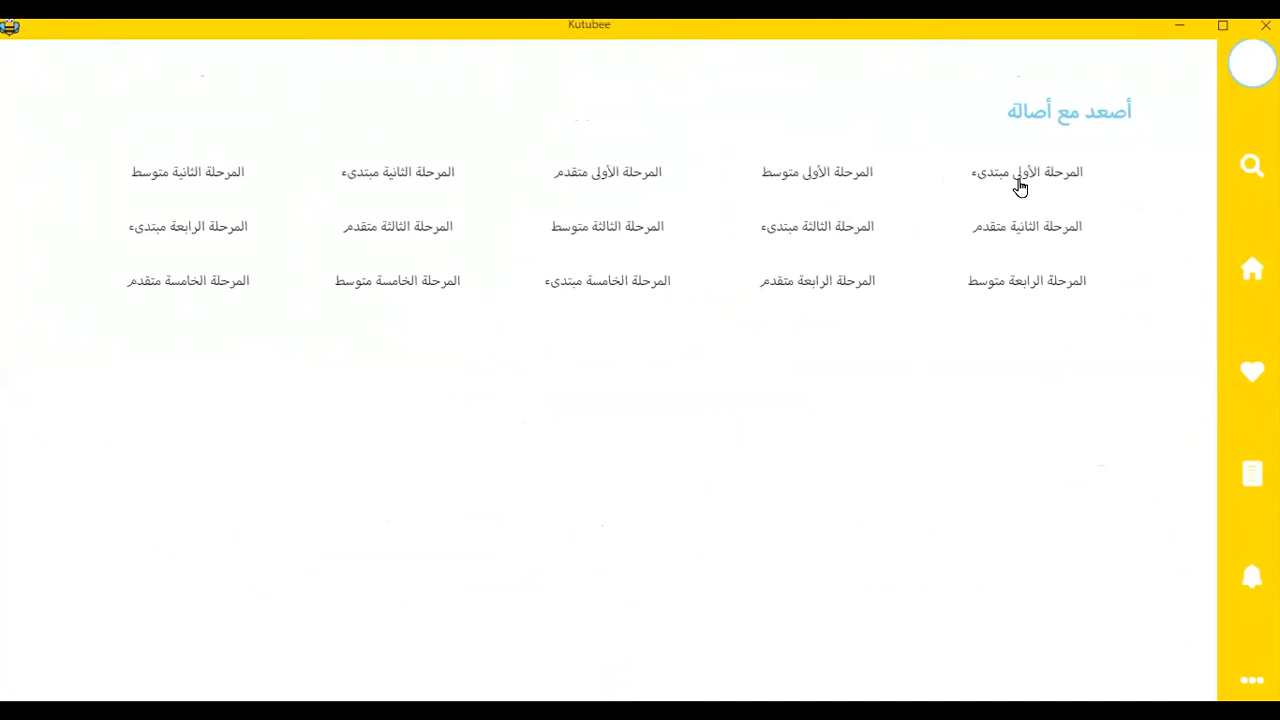 Kutubee
أصعد مع أصالة
المرحلة الأولى مبتدىء المرحلة الأولى متوسط المرحلة الأولى متقدم المرحلة الثانية مبتدىء المرحلة الثانية متوسط
المرحلة الثانية متقدم المرحلة الثالثة مبتدىء المرحلة الثالثة متوسط المرحلة الثالثة متقدم المرحلة الرابعة مبتدىء
المرحلة الرابعة متوسط المرحلة الرابعة متقدم المرحلة الخامسة مبتدىء المرحلة الخامسة متوسط المرحلة الخامسة متقدم